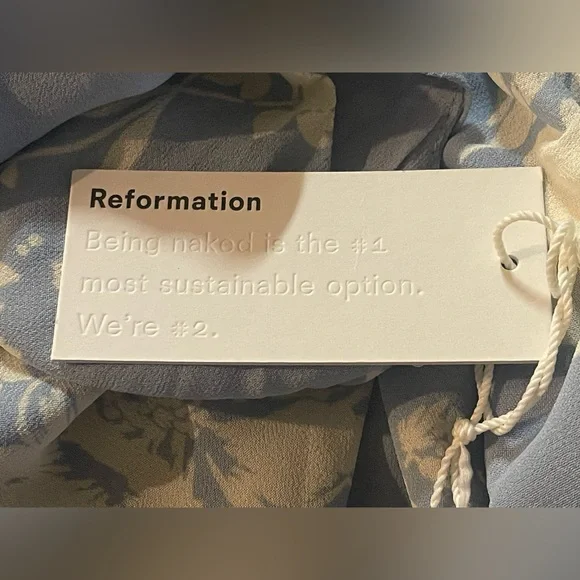 Reformation
Being naked is the #1
most sustainable option.
We're #2.